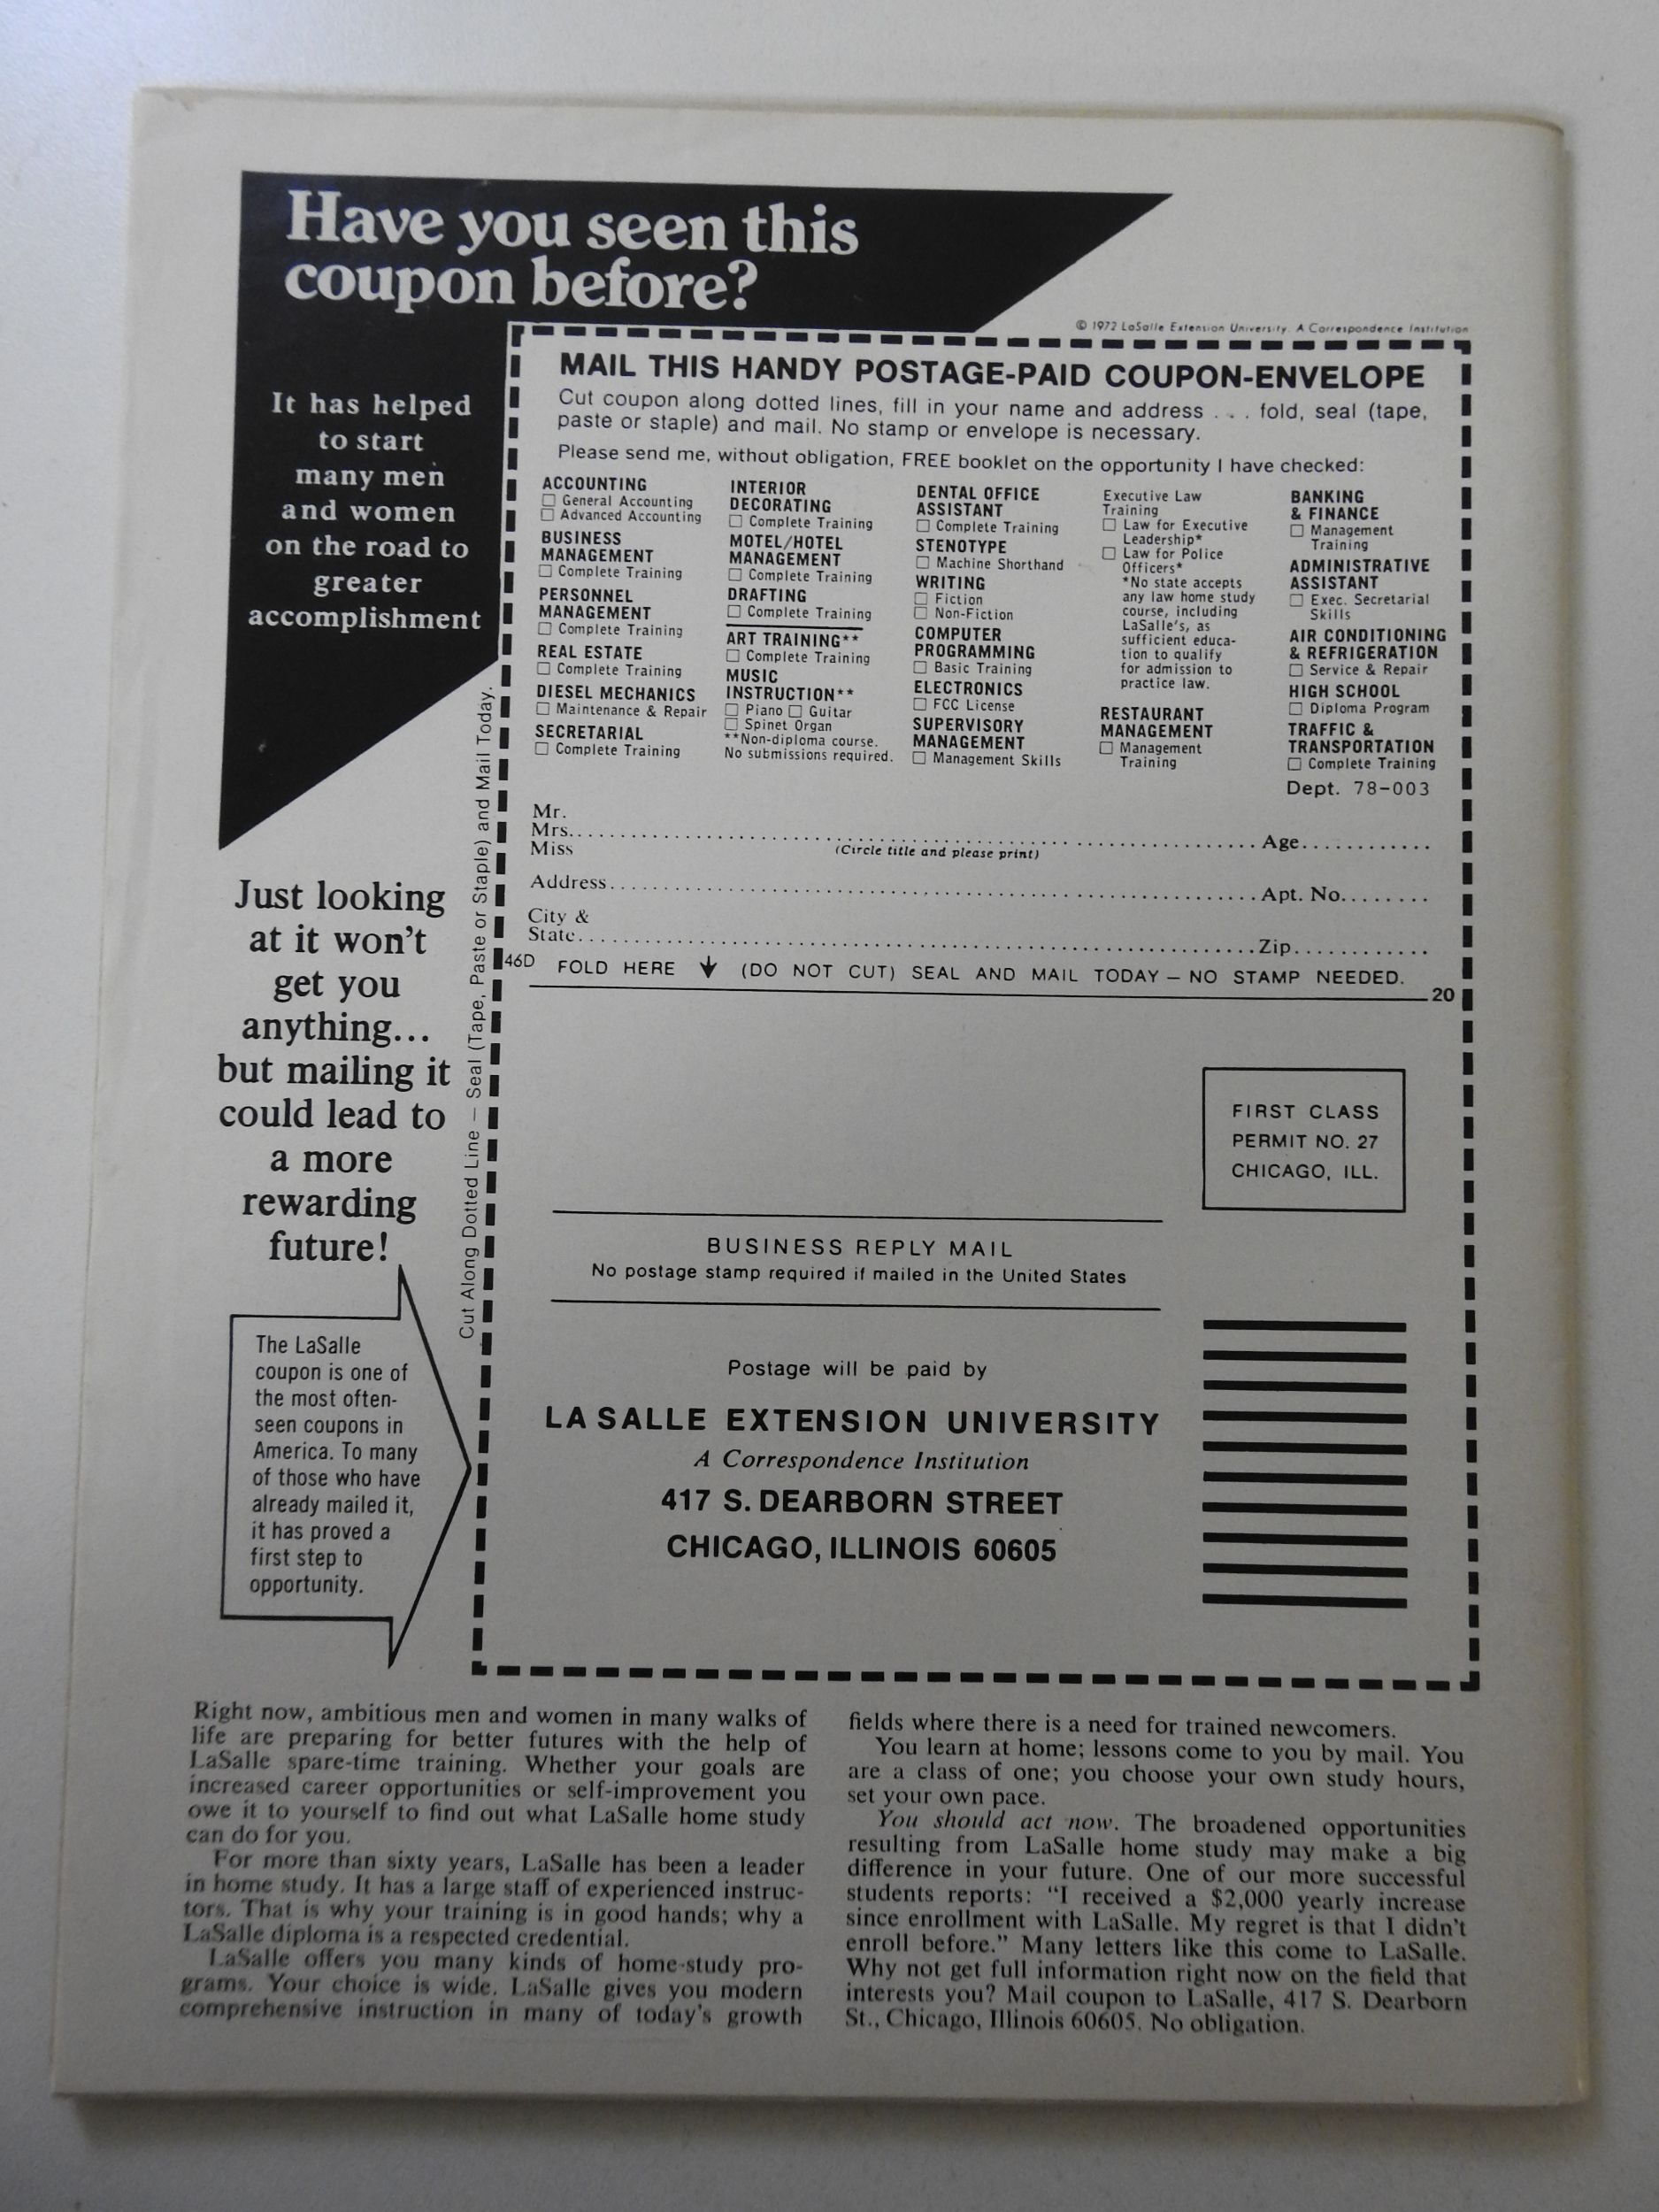 Have you seen this
coupon before?
It has helped
to start
many men
and women
on the road to
greater
accomplishment
Just looking
at it won't
get you
anything...
but mailing it
could lead to
a more
rewarding
future!
The LaSalle
coupon is one of
the most often-
seen coupons in
America. To many
of those who have
already mailed it,
it has proved a
first step to
opportunity.
Cut Along Dotted Line – Seal (Tape, Paste or Staple) and Mail Today.
© 1972 LaSalle Extension University. A Correspondence Institution
MAIL THIS HANDY POSTAGE-PAID COUPON-ENVELOPE
Cut coupon along dotted lines, fill in your name and address . . . fold, seal (tape,
paste or staple) and mail. No stamp or envelope is necessary.
Please send me, without obligation, FREE booklet on the opportunity I have checked:
ACCOUNTING
☐ General Accounting
☐ Advanced Accounting
BUSINESS
MANAGEMENT
☐ Complete Training
PERSONNEL
MANAGEMENT
☐ Complete Training
REAL ESTATE
☐ Complete Training
DIESEL MECHANICS
☐ Maintenance & Repair
SECRETARIAL
☐ Complete Training
INTERIOR
DECORATING
☐ Complete Training
MOTEL/HOTEL
MANAGEMENT
☐ Complete Training
DRAFTING
☐ Complete Training
ART TRAINING**
☐ Complete Training
MUSIC
INSTRUCTION**
☐ Piano ☐ Guitar
☐ Spinet Organ
**Non-diploma course.
No submissions required.
DENTAL OFFICE
ASSISTANT
☐ Complete Training
STENOTYPE
☐ Machine Shorthand
WRITING
☐ Fiction
☐ Non-Fiction
COMPUTER
PROGRAMMING
☐ Basic Training
ELECTRONICS
☐ FCC License
SUPERVISORY
MANAGEMENT
☐ Management Skills
Executive Law
Training
☐ Law for Executive
Leadership*
☐ Law for Police
Officers*
*No state accepts
any law home study
course, including
LaSalle's, as
sufficient educa-
tion to qualify
for admission to
practice law.
RESTAURANT
MANAGEMENT
☐ Management
Training
BANKING
& FINANCE
☐ Management
Training
ADMINISTRATIVE
ASSISTANT
☐ Exec. Secretarial
Skills
AIR CONDITIONING
& REFRIGERATION
☐ Service & Repair
HIGH SCHOOL
☐ Diploma Program
TRAFFIC &
TRANSPORTATION
☐ Complete Training
Dept. 78-003
Mr.
Mrs. . . . . . . . . . . Age . . . . . . . . . .
Miss (Circle title and please print)
Address . . . . . . . . . . Apt. No. . . . . . . .
City &
State . . . . . . . . . . Zip . . . . . . . . . .
46D FOLD HERE ↓ (DO NOT CUT) SEAL AND MAIL TODAY – NO STAMP NEEDED.
20
FIRST CLASS
PERMIT NO. 27
CHICAGO, ILL.
BUSINESS REPLY MAIL
No postage stamp required if mailed in the United States
Postage will be paid by
LA SALLE EXTENSION UNIVERSITY
A Correspondence Institution
417 S. DEARBORN STREET
CHICAGO, ILLINOIS 60605
Right now, ambitious men and women in many walks of
life are preparing for better futures with the help of
LaSalle spare-time training. Whether your goals are
increased career opportunities or self-improvement you
owe it to yourself to find out what LaSalle home study
can do for you.
For more than sixty years, LaSalle has been a leader
in home study. It has a large staff of experienced instruc-
tors. That is why your training is in good hands; why a
LaSalle diploma is a respected credential.
LaSalle offers you many kinds of home-study pro-
grams. Your choice is wide. LaSalle gives you modern
comprehensive instruction in many of today's growth
fields where there is a need for trained newcomers.
You learn at home; lessons come to you by mail. You
are a class of one; you choose your own study hours,
set your own pace.
You should act now. The broadened opportunities
resulting from LaSalle home study may make a big
difference in your future. One of our more successful
students reports: "I received a $2,000 yearly increase
since enrollment with LaSalle. My regret is that I didn't
enroll before." Many letters like this come to LaSalle.
Why not get full information right now on the field that
interests you? Mail coupon to LaSalle, 417 S. Dearborn
St., Chicago, Illinois 60605. No obligation.